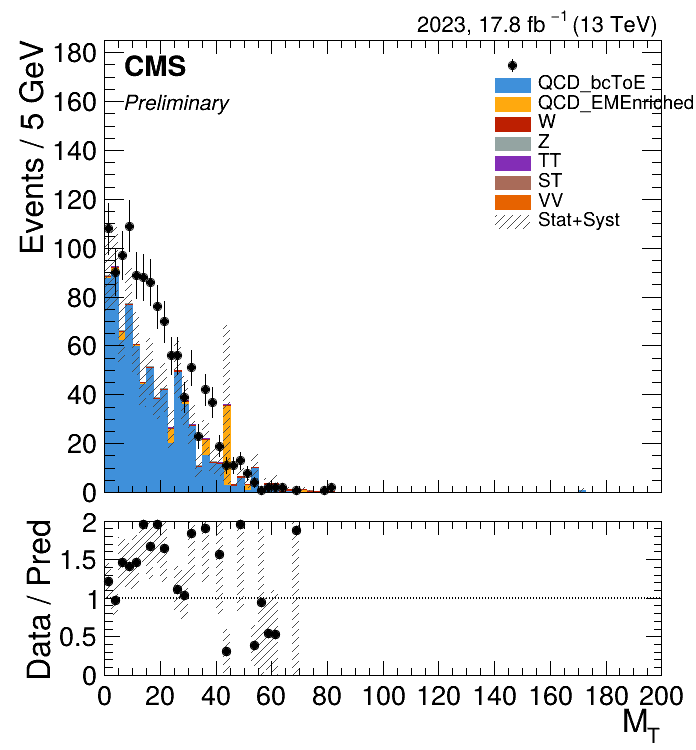 2023, 17.8 fb⁻¹ (13 TeV)
Events / 5 GeV
180
160
140
120
100
80
60
40
20
0
CMS
Preliminary
QCD_bcToE
QCD_EMEnriched
W
Z
TT
ST
VV
Stat+Syst
Data / Pred
2
1.5
1
0.5
0
0 20 40 60 80 100 120 140 160 180 200
M_T